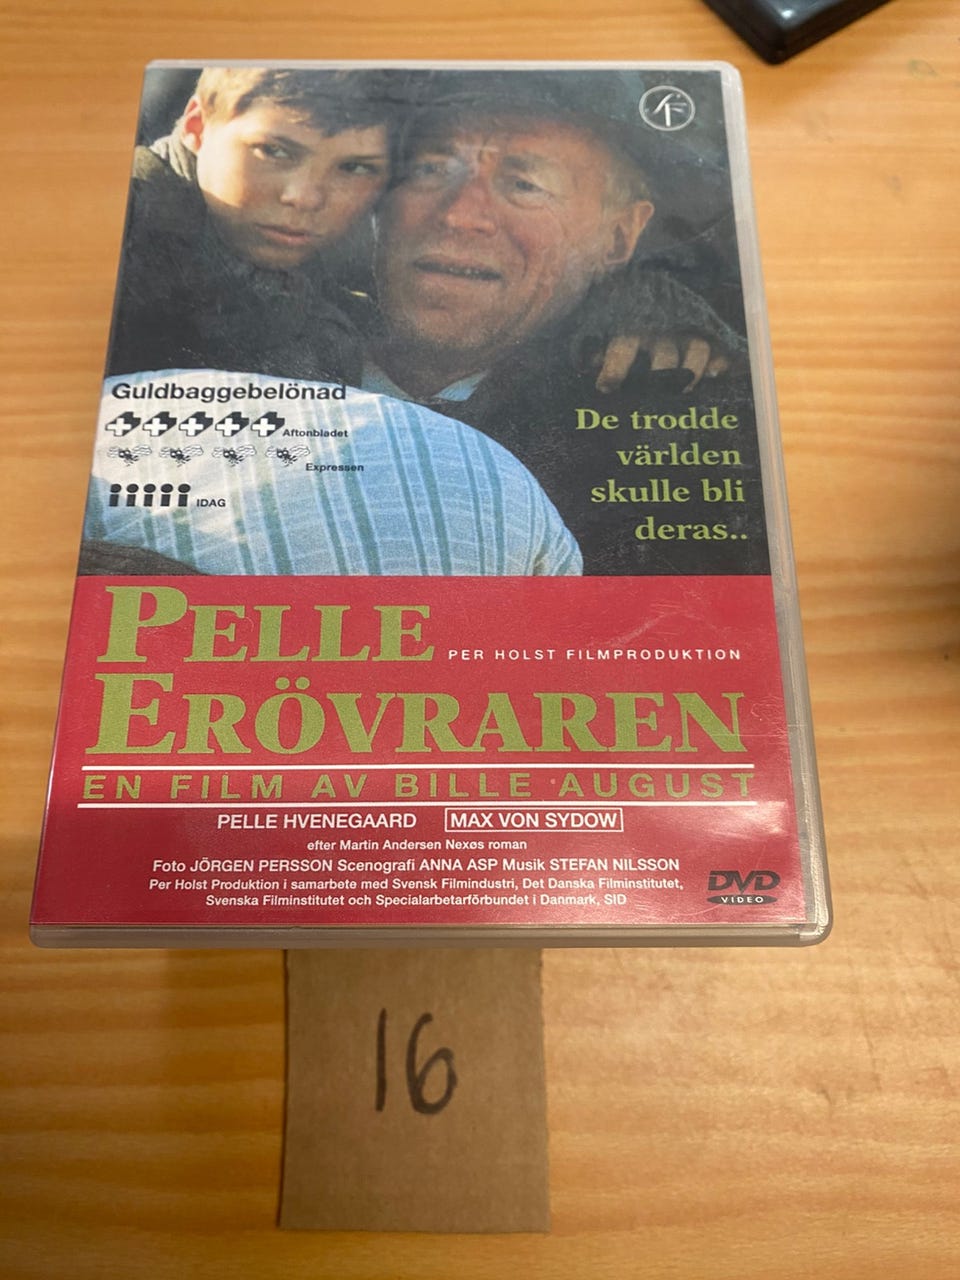 Guldbaggebelönad
Aftonbladet
Expressen
IDAG
De trodde
världen
skulle bli
deras..
PELLE
PER HOLST FILMPRODUKTION
ERÖVRAREN
EN FILM AV BILLE AUGUST
PELLE HVENEGAARD MAX VON SYDOW
efter Martin Andersen Nexøs roman
Foto JÖRGEN PERSSON Scenografi ANNA ASP Musik STEFAN NILSSON
Per Holst Produktion i samarbete med Svensk Filmindustri, Det Danska Filminstitutet,
Svenska Filminstitutet och Specialarbetarförbundet i Danmark, SID
DVD
VIDEO
16